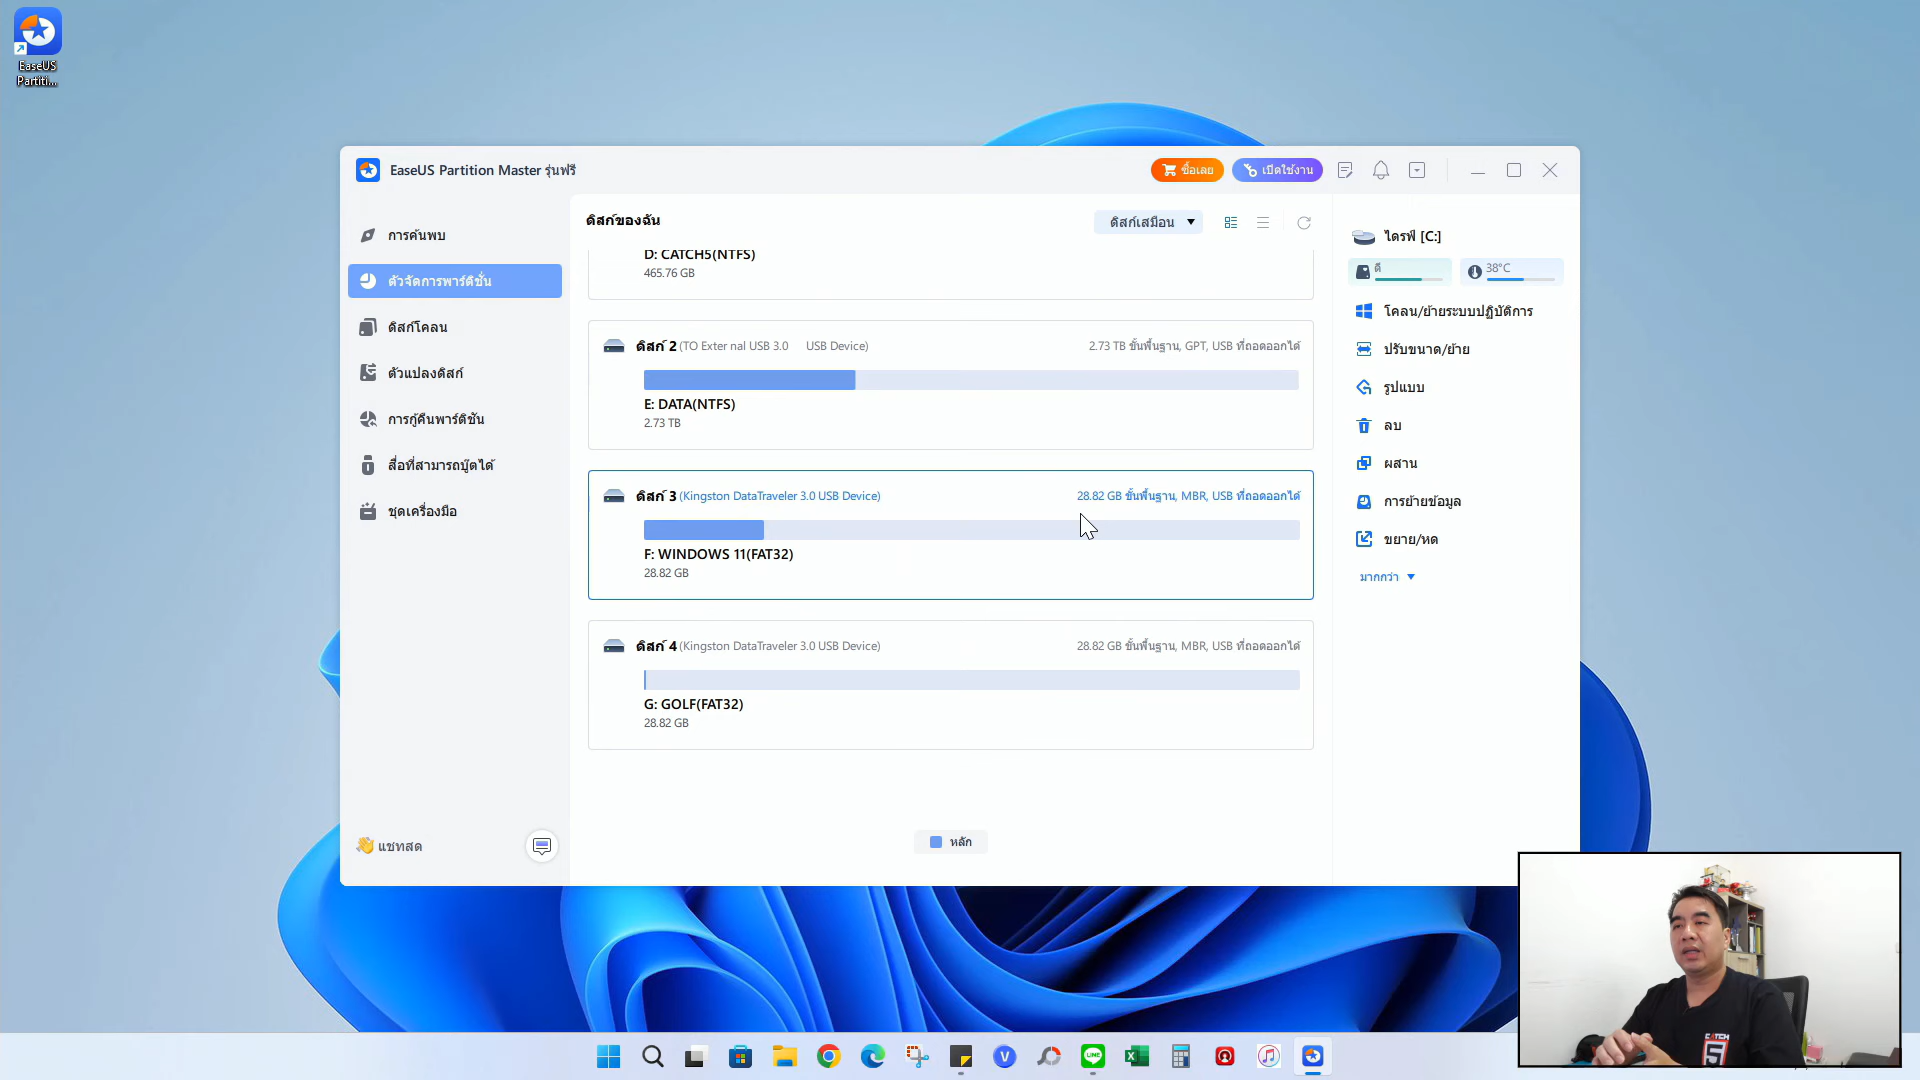 EaseUS
Partiti...
EaseUS Partition Master รุ่นฟรี
ซื้อเลย
เปิดใช้งาน
การค้นพบ
ตัวจัดการพาร์ติชั่น
ดิสก์โคลน
ตัวแปลงดิสก์
การกู้คืนพาร์ติชัน
สื่อที่สามารถบู๊ตได้
ชุดเครื่องมือ
แชทสด
ดิสก์ของฉัน
ดิสก์เสมือน
D: CATCH5(NTFS)
465.76 GB
ดิสก์ 2 (TO Exter nal USB 3.0 USB Device)
2.73 TB ขั้นพื้นฐาน, GPT, USB ที่ถอดออกได้
E: DATA(NTFS)
2.73 TB
ดิสก์ 3 (Kingston DataTraveler 3.0 USB Device)
28.82 GB ขั้นพื้นฐาน, MBR, USB ที่ถอดออกได้
F: WINDOWS 11(FAT32)
28.82 GB
ดิสก์ 4 (Kingston DataTraveler 3.0 USB Device)
28.82 GB ขั้นพื้นฐาน, MBR, USB ที่ถอดออกได้
G: GOLF(FAT32)
28.82 GB
หลัก
ไดรฟ์ [C:]
ดี
38°C
โคลน/ย้ายระบบปฏิบัติการ
ปรับขนาด/ย้าย
รูปแบบ
ลบ
ผสาน
การย้ายข้อมูล
ขยาย/หด
มากกว่า
V
LINE
CATCH
5